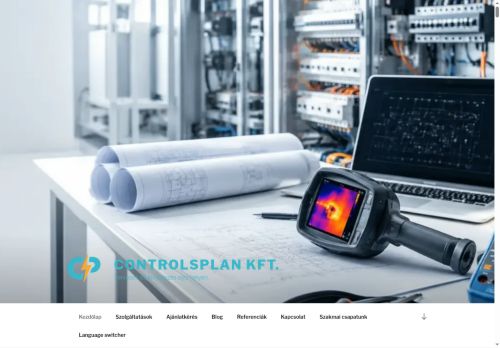 CONTROLSPLAN KFT.
Kezdőlap Szolgáltatások Ajánlatkérés Blog Referenciák Kapcsolat Szakmai csapatunk
Language switcher